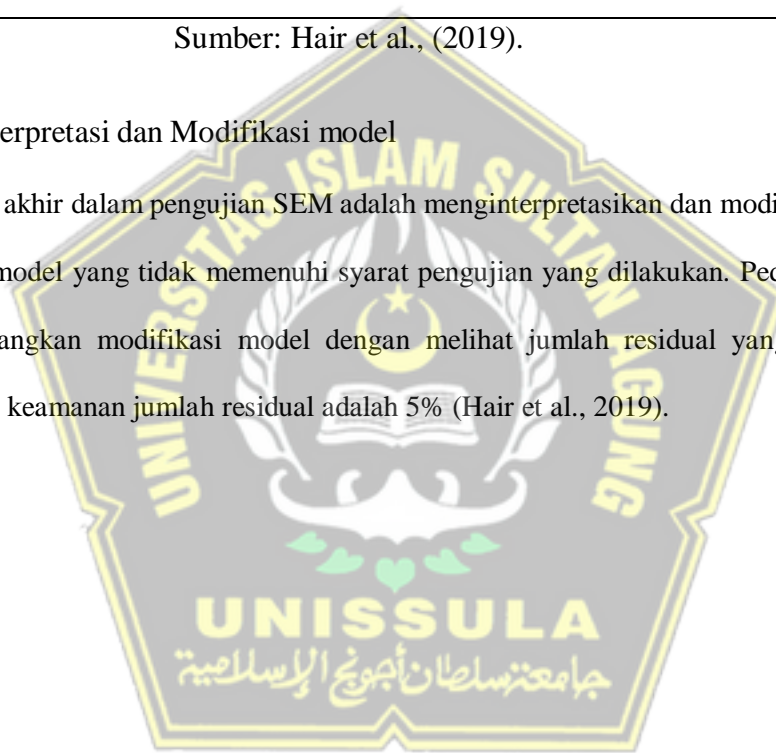 Sumber: Hair et al., (2019).
erpretasi dan Modifikasi model
akhir dalam pengujian SEM adalah menginterpretasikan dan modi
model yang tidak memenuhi syarat pengujian yang dilakukan. Ped
angkan modifikasi model dengan melihat jumlah residual yang
keamanan jumlah residual adalah 5% (Hair et al., 2019).
UNIVERSITAS ISLAM SULTAN AGUNG
UNISSULA
جامعة سلطان أجونج الإسلامية